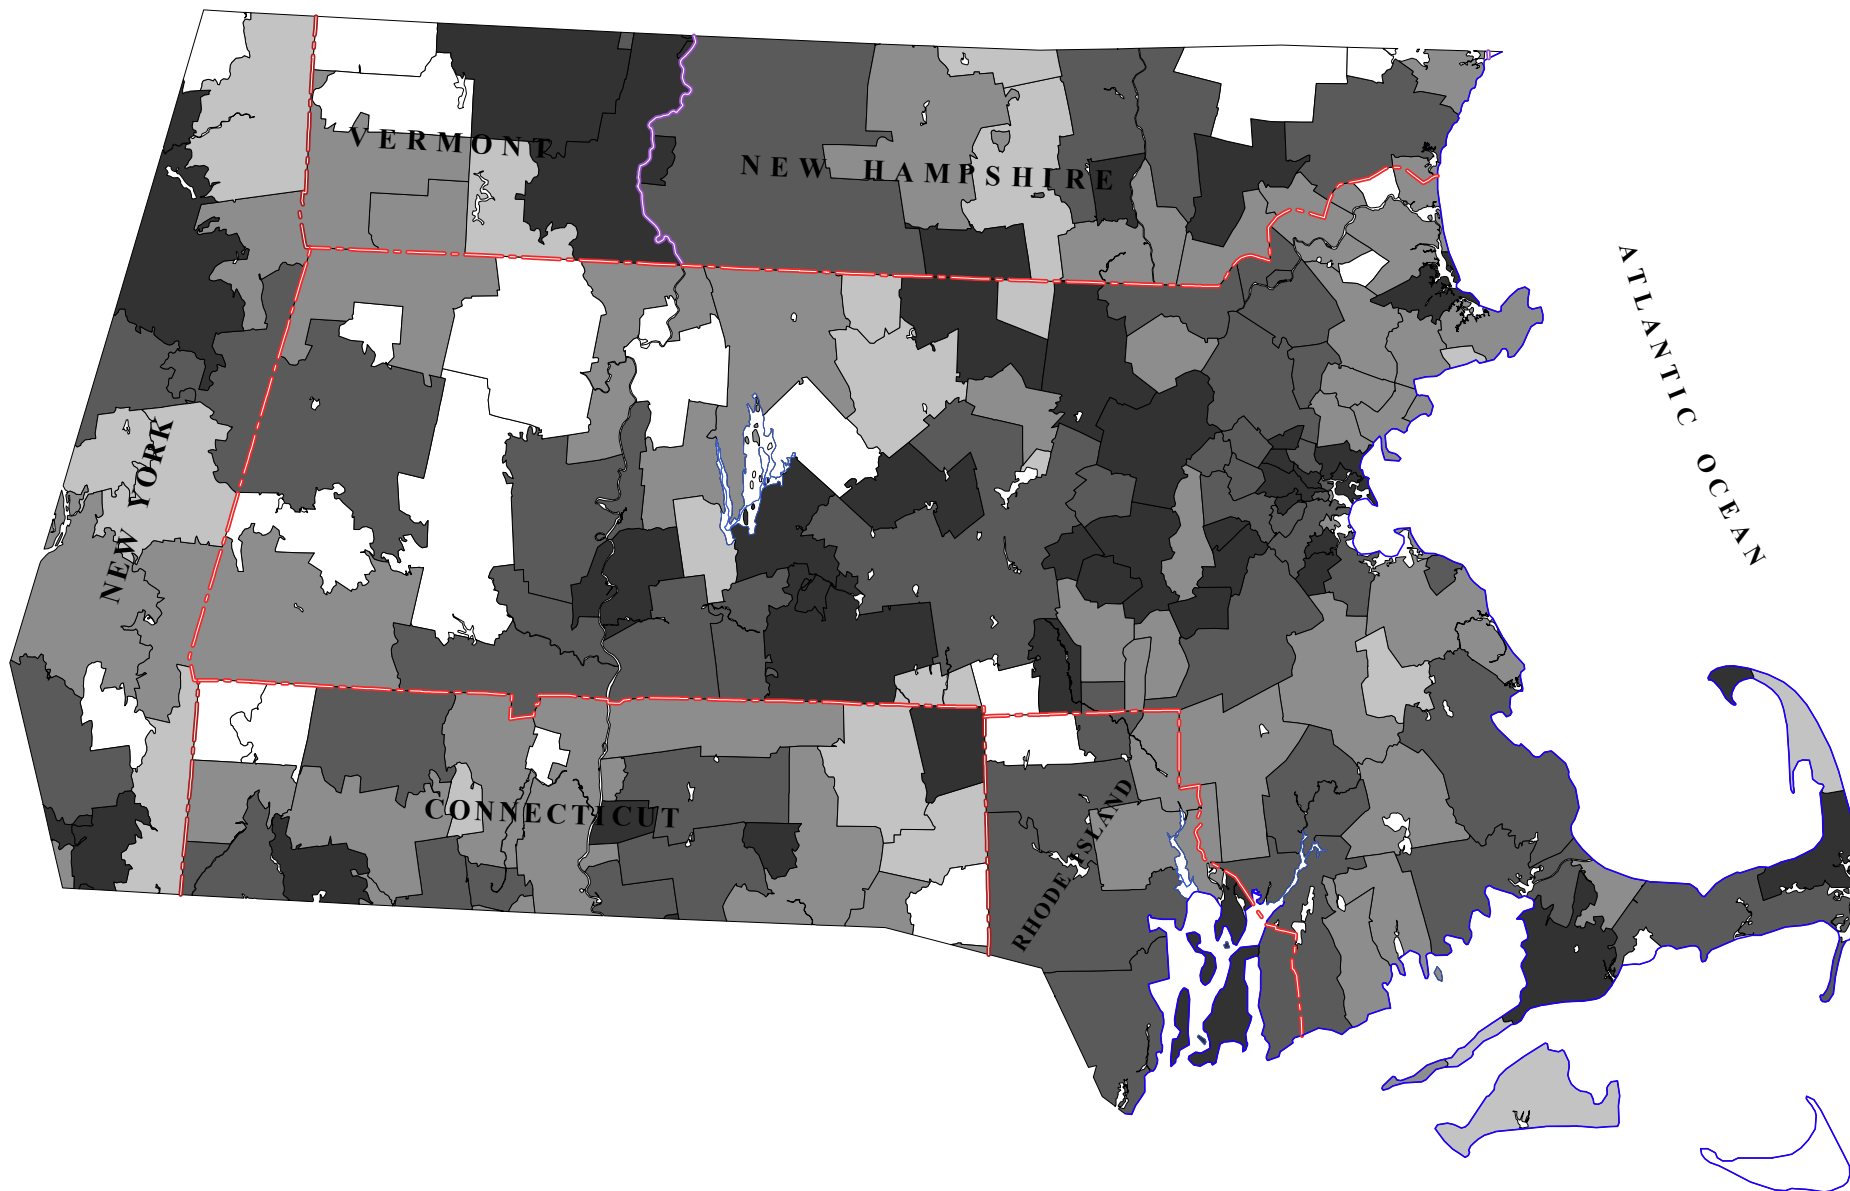 VERMONT
NEW HAMPSHIRE
ATLANTIC OCEAN
NEW YORK
CONNECTICUT
RHODE ISLAND